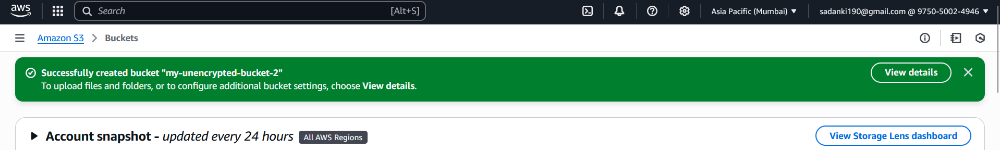 aws Search [Alt+S] Asia Pacific (Mumbai) sadanki190@gmail.com @ 9750-5002-4946
Amazon S3 > Buckets
Successfully created bucket "my-unencrypted-bucket-2" View details
To upload files and folders, or to configure additional bucket settings, choose View details.
Account snapshot - updated every 24 hours All AWS Regions View Storage Lens dashboard